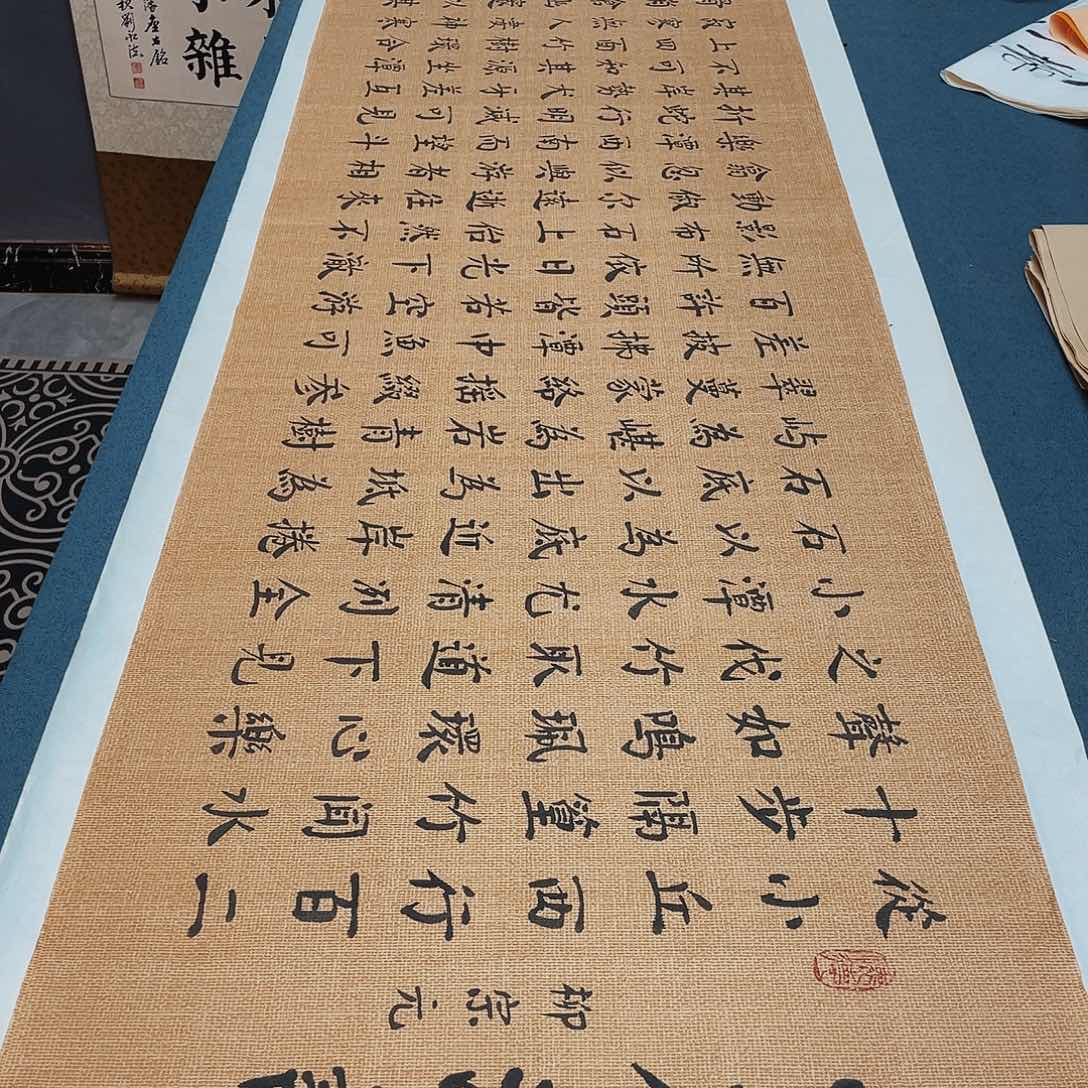 柳宗元
從小丘西行百二
十步隔篁竹聞水
聲如鳴珮環心樂
之伐竹取道下見
小潭水尤清冽全
石以為底近岸捲
石底以出為坻為
屿為嵁為岩青樹
翠蔓蒙絡摇綴参
差披拂潭中魚可
百許頭皆若空游
無所依日光下澈
影布石上佁然不
動俶尔遠逝往來
翕忽似與游者相
樂潭西南而望斗
折蛇行明滅可見
其岸勢犬牙差互
不可知其源坐潭
上四面竹樹環合
寂寥無人凄神寒
雜